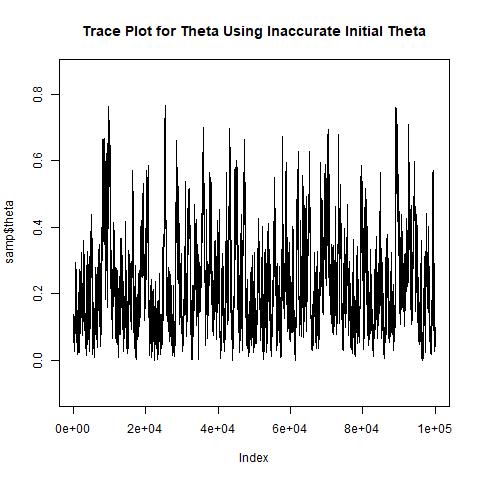 Trace Plot for Theta Using Inaccurate Initial Theta
samp$theta
0.8
0.6
0.4
0.2
0.0
0e+00 2e+04 4e+04 6e+04 8e+04 1e+05
Index